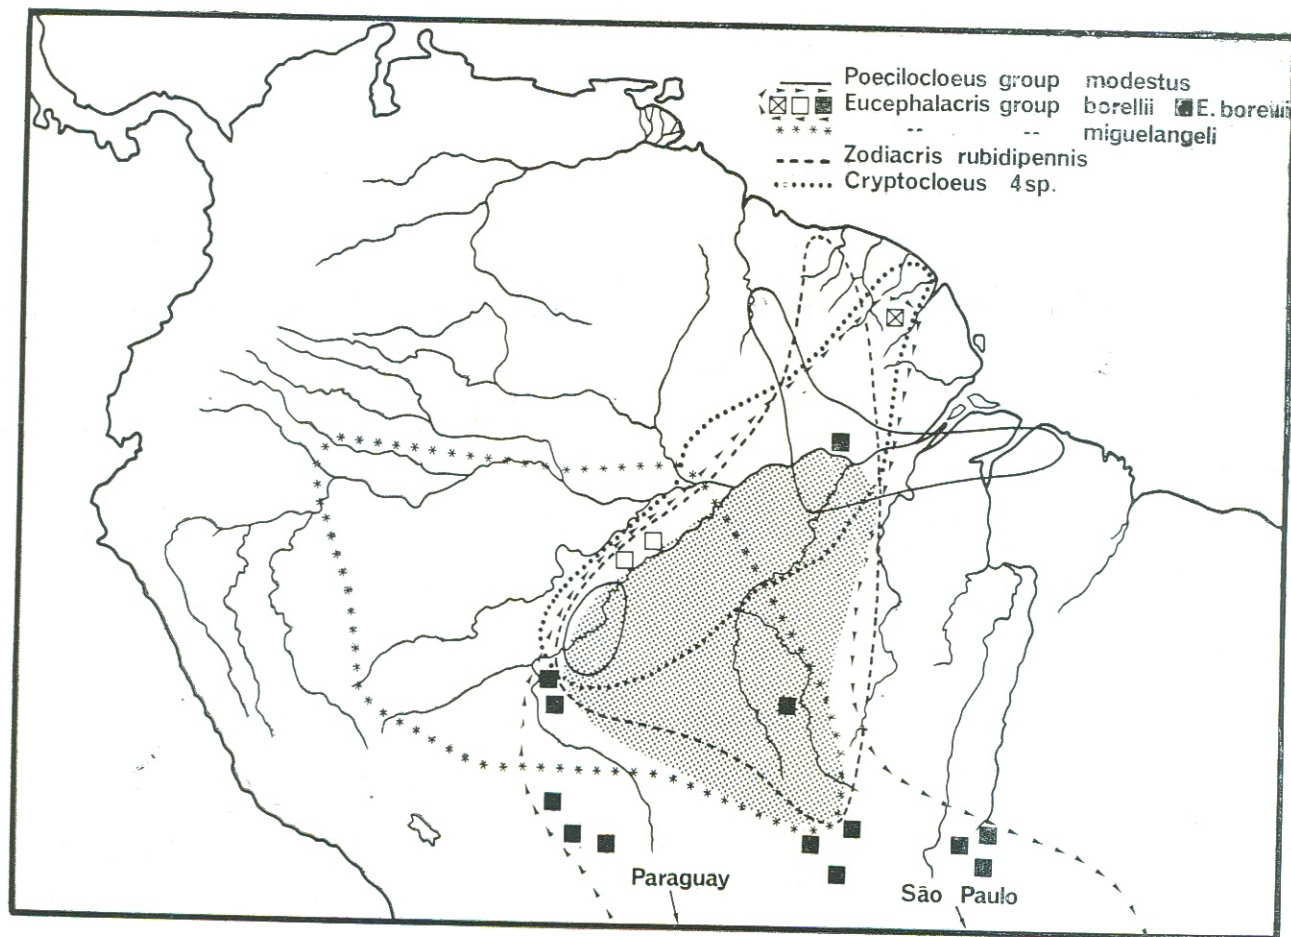 Poecilocloeus group modestus
Eucephalacris group borellii E. borellii
-- -- miguelangeli
Zodiacris rubidipennis
Cryptocloeus 4 sp.
Paraguay
São Paulo